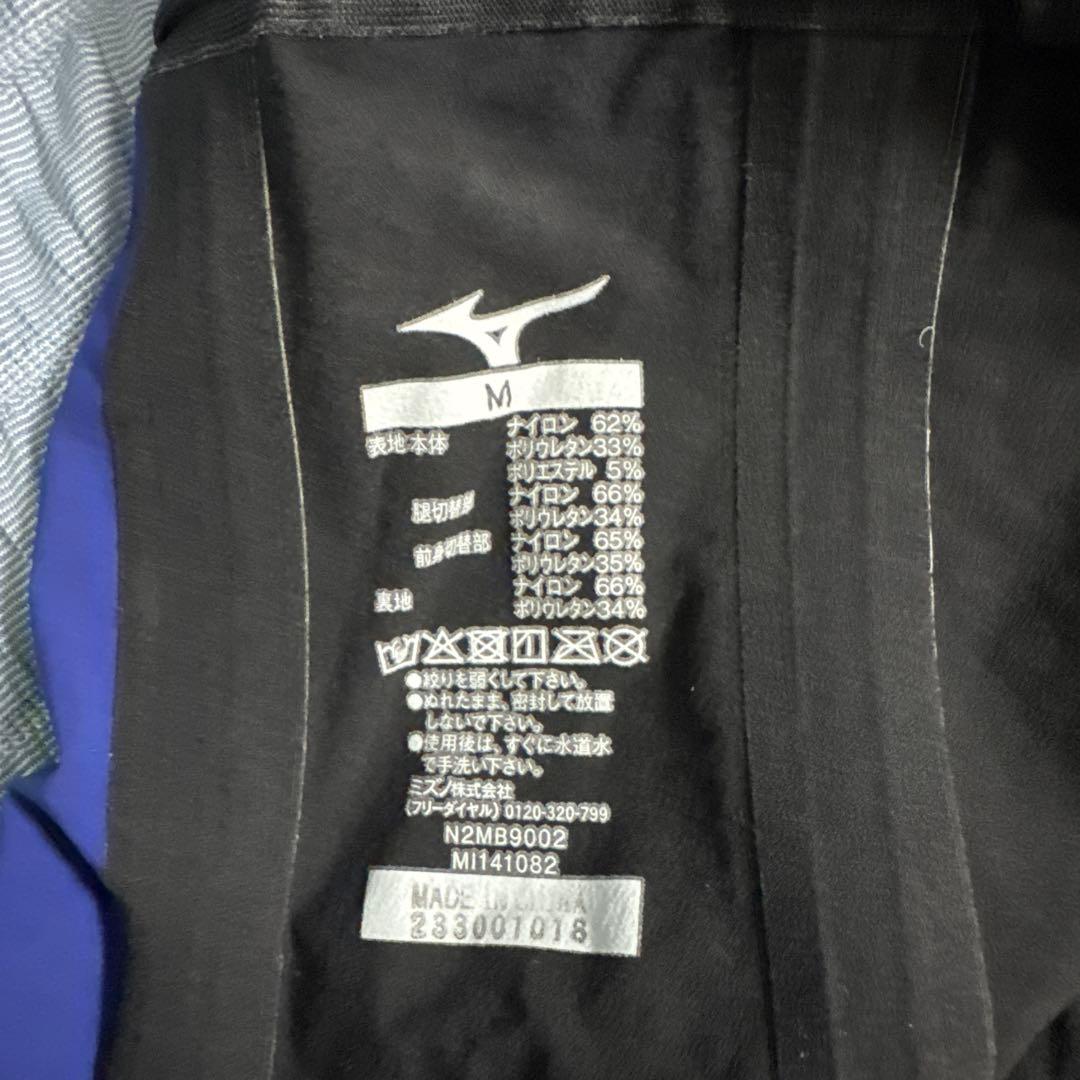 M
表地 本体 ナイロン 62%
ポリウレタン33%
ポリエステル 5%
腿切替部 ナイロン 66%
ポリウレタン34%
前身切替部 ナイロン 65%
ポリウレタン35%
裏地 ナイロン 66%
ポリウレタン34%
●絞りを弱くして下さい。
●ぬれたまま、密封して放置
しないで下さい。
●使用後は、すぐに水道水
で手洗い下さい。
ミズノ株式会社
(フリーダイヤル) 0120-320-799
N2MB9002
MI141082
MADE IN CHINA
233001018